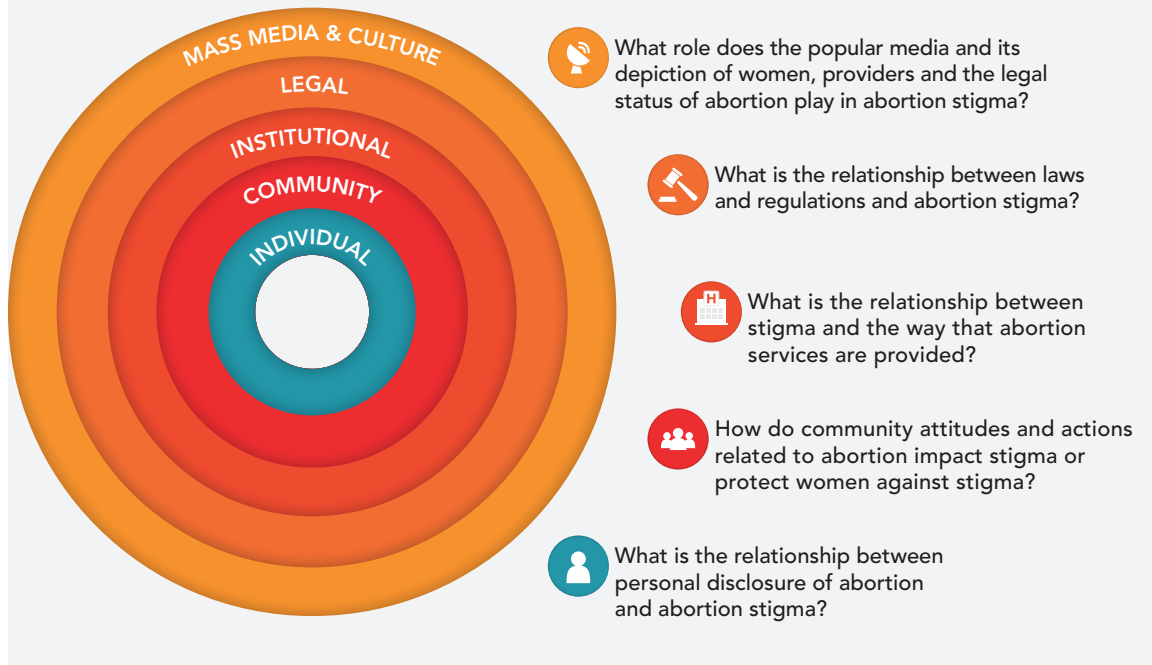 MASS MEDIA & CULTURE
LEGAL
INSTITUTIONAL
COMMUNITY
INDIVIDUAL
What role does the popular media and its
depiction of women, providers and the legal
status of abortion play in abortion stigma?
What is the relationship between laws
and regulations and abortion stigma?
H
What is the relationship between
stigma and the way that abortion
services are provided?
How do community attitudes and actions
related to abortion impact stigma or
protect women against stigma?
What is the relationship between
personal disclosure of abortion
and abortion stigma?